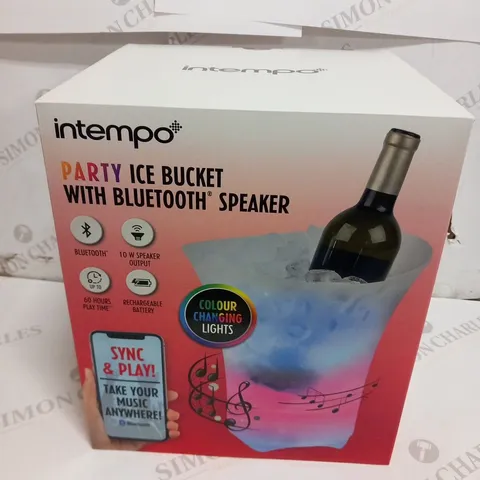 intempo
intempo
PARTY ICE BUCKET
WITH BLUETOOTH® SPEAKER
BLUETOOTH®
10 W SPEAKER
OUTPUT
UP TO
60 HOURS
PLAY TIME
RECHARGEABLE
BATTERY
COLOUR
CHANGING
LIGHTS
SYNC
& PLAY!
TAKE YOUR
MUSIC
ANYWHERE!
Bluetooth
SIMON CHARLES